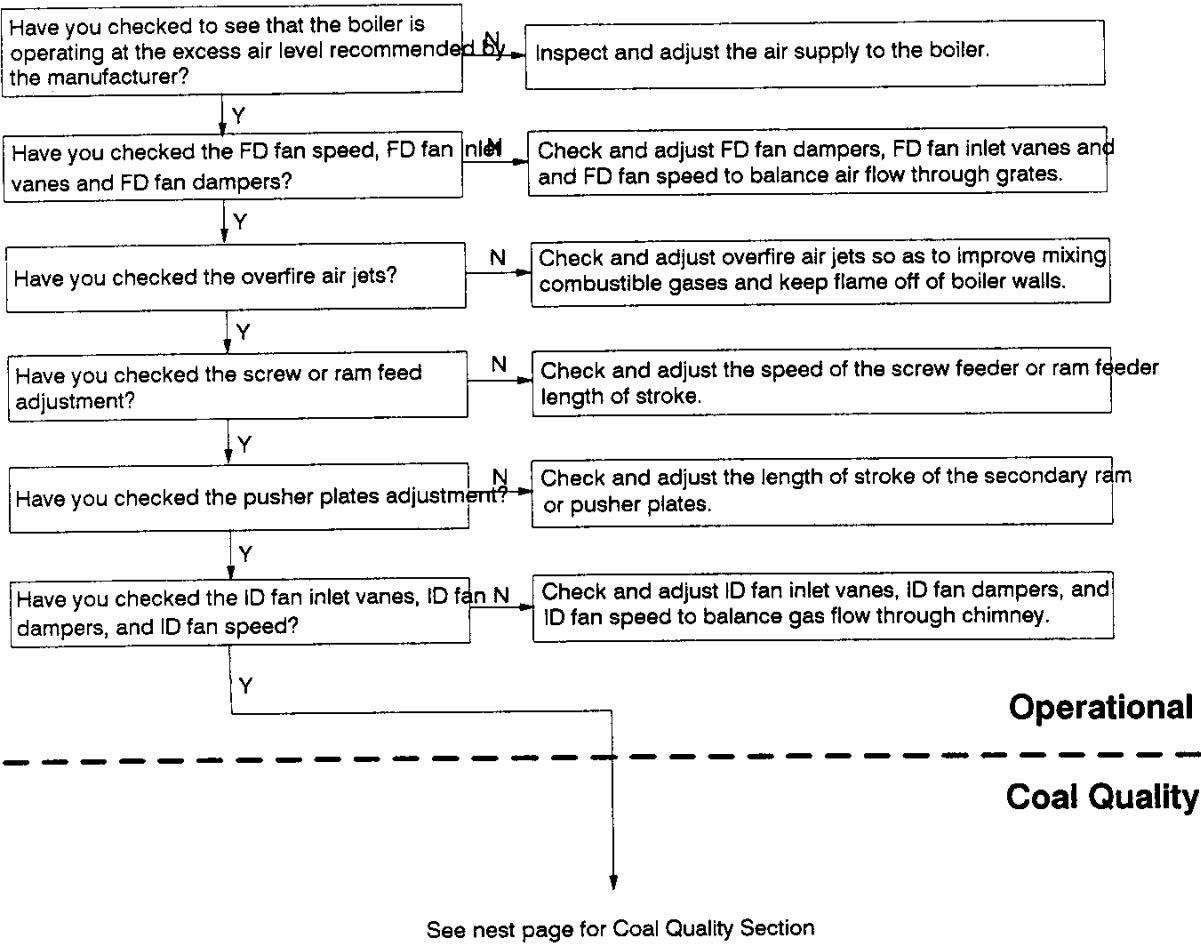 Have you checked to see that the boiler is
operating at the excess air level recommended by
the manufacturer?
N
Inspect and adjust the air supply to the boiler.
Y
Have you checked the FD fan speed, FD fan inlet
vanes and FD fan dampers?
N
Check and adjust FD fan dampers, FD fan inlet vanes and
and FD fan speed to balance air flow through grates.
Y
Have you checked the overfire air jets?
N
Check and adjust overfire air jets so as to improve mixing
combustible gases and keep flame off of boiler walls.
Y
Have you checked the screw or ram feed
adjustment?
N
Check and adjust the speed of the screw feeder or ram feeder
length of stroke.
Y
Have you checked the pusher plates adjustment?
N
Check and adjust the length of stroke of the secondary ram
or pusher plates.
Y
Have you checked the ID fan inlet vanes, ID fan
dampers, and ID fan speed?
N
Check and adjust ID fan inlet vanes, ID fan dampers, and
ID fan speed to balance gas flow through chimney.
Y
Operational
Coal Quality
See nest page for Coal Quality Section